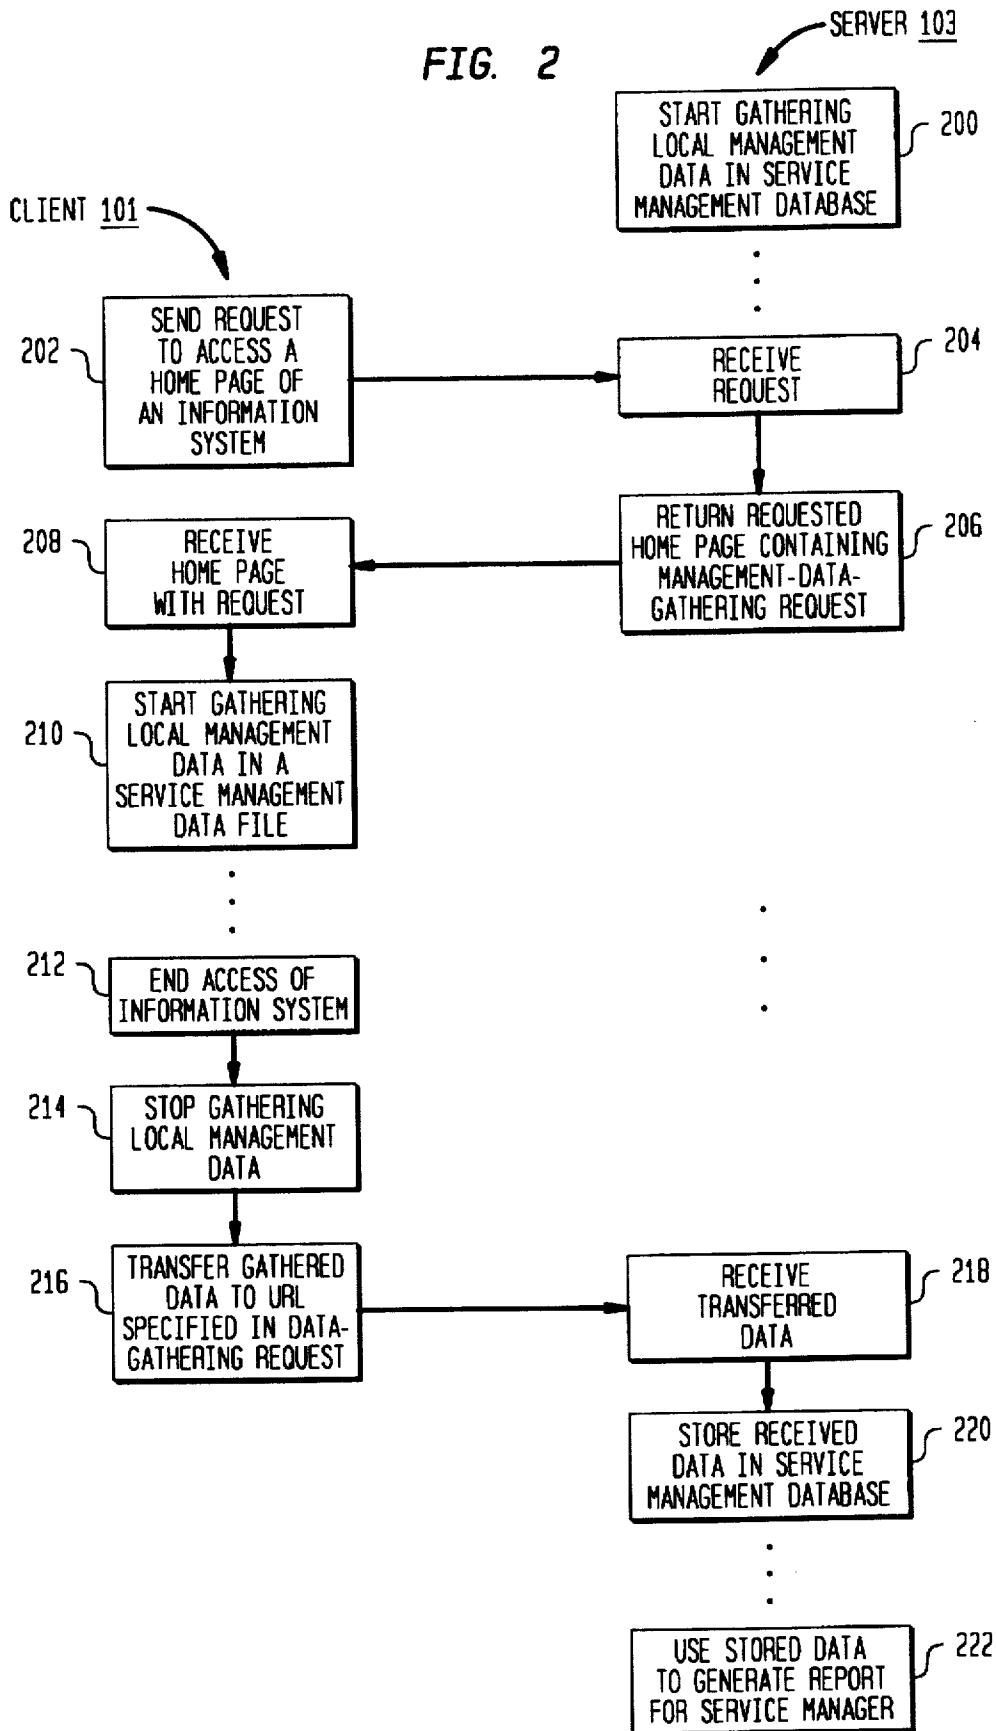 FIG. 2
SERVER 103
START GATHERING
LOCAL MANAGEMENT
DATA IN SERVICE
MANAGEMENT DATABASE
200
CLIENT 101
SEND REQUEST
TO ACCESS A
HOME PAGE OF
AN INFORMATION
SYSTEM
202
RECEIVE
REQUEST
204
RETURN REQUESTED
HOME PAGE CONTAINING
MANAGEMENT-DATA-
GATHERING REQUEST
206
208
RECEIVE
HOME PAGE
WITH REQUEST
210
START GATHERING
LOCAL MANAGEMENT
DATA IN A
SERVICE MANAGEMENT
DATA FILE
212
END ACCESS OF
INFORMATION SYSTEM
214
STOP GATHERING
LOCAL MANAGEMENT
DATA
216
TRANSFER GATHERED
DATA TO URL
SPECIFIED IN DATA-
GATHERING REQUEST
RECEIVE
TRANSFERRED
DATA
218
STORE RECEIVED
DATA IN SERVICE
MANAGEMENT DATABASE
220
USE STORED DATA
TO GENERATE REPORT
FOR SERVICE MANAGER
222